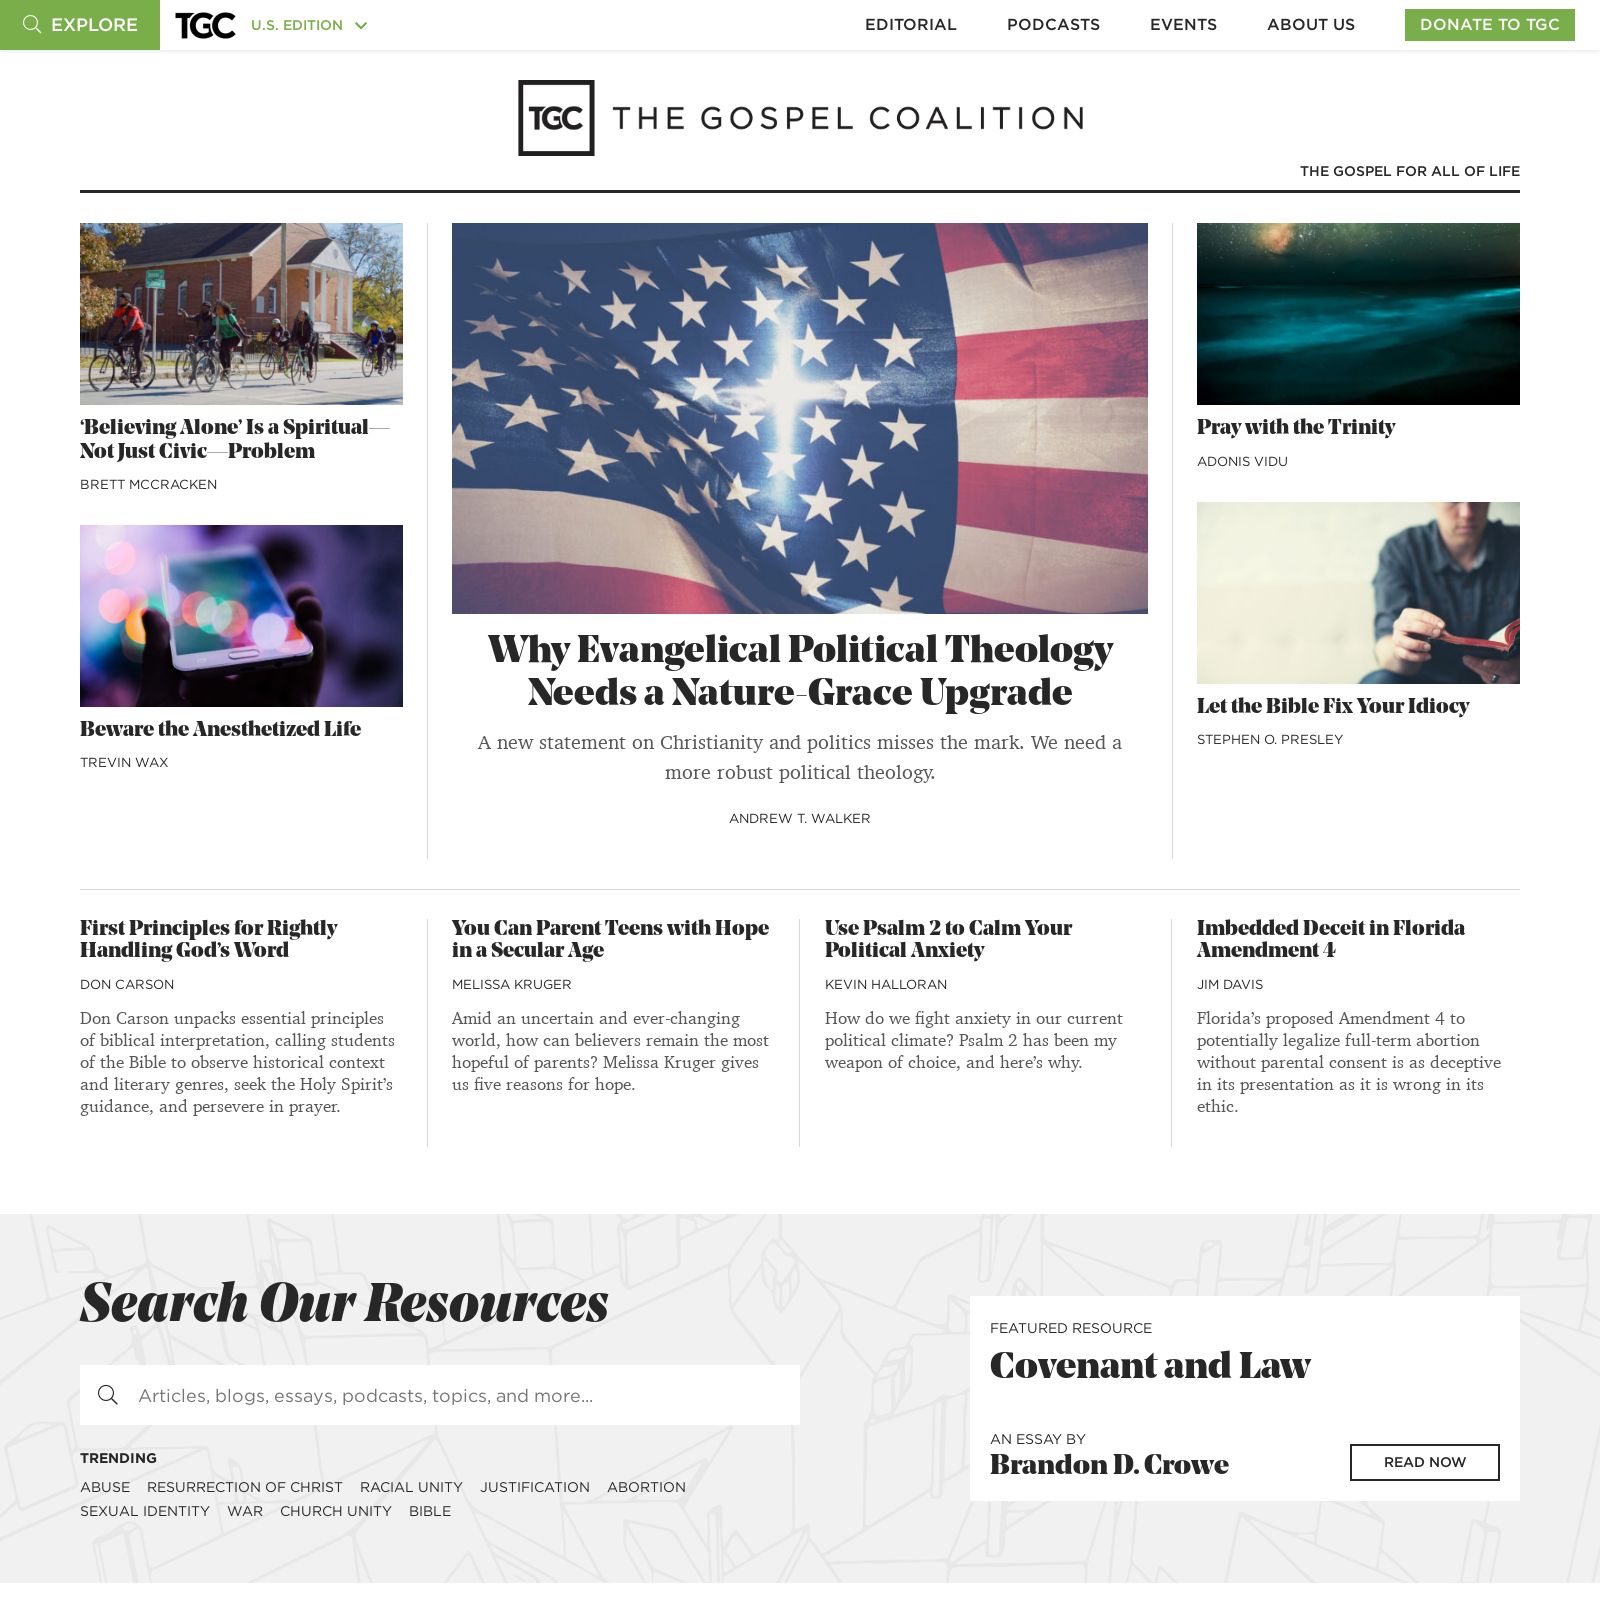 EXPLORE
TGC
U.S. EDITION
EDITORIAL
PODCASTS
EVENTS
ABOUT US
DONATE TO TGC
TGC THE GOSPEL COALITION
THE GOSPEL FOR ALL OF LIFE
‘Believing Alone’ Is a Spiritual—
Not Just Civic—Problem
BRETT MCCRACKEN
Beware the Anesthetized Life
TREVIN WAX
Why Evangelical Political Theology
Needs a Nature-Grace Upgrade
A new statement on Christianity and politics misses the mark. We need a
more robust political theology.
ANDREW T. WALKER
Pray with the Trinity
ADONIS VIDU
Let the Bible Fix Your Idiocy
STEPHEN O. PRESLEY
First Principles for Rightly
Handling God’s Word
DON CARSON
Don Carson unpacks essential principles
of biblical interpretation, calling students
of the Bible to observe historical context
and literary genres, seek the Holy Spirit’s
guidance, and persevere in prayer.
You Can Parent Teens with Hope
in a Secular Age
MELISSA KRUGER
Amid an uncertain and ever-changing
world, how can believers remain the most
hopeful of parents? Melissa Kruger gives
us five reasons for hope.
Use Psalm 2 to Calm Your
Political Anxiety
KEVIN HALLORAN
How do we fight anxiety in our current
political climate? Psalm 2 has been my
weapon of choice, and here’s why.
Imbedded Deceit in Florida
Amendment 4
JIM DAVIS
Florida’s proposed Amendment 4 to
potentially legalize full-term abortion
without parental consent is as deceptive
in its presentation as it is wrong in its
ethic.
Search Our Resources
Articles, blogs, essays, podcasts, topics, and more...
TRENDING
ABUSE RESURRECTION OF CHRIST RACIAL UNITY JUSTIFICATION ABORTION
SEXUAL IDENTITY WAR CHURCH UNITY BIBLE
FEATURED RESOURCE
Covenant and Law
AN ESSAY BY
Brandon D. Crowe
READ NOW